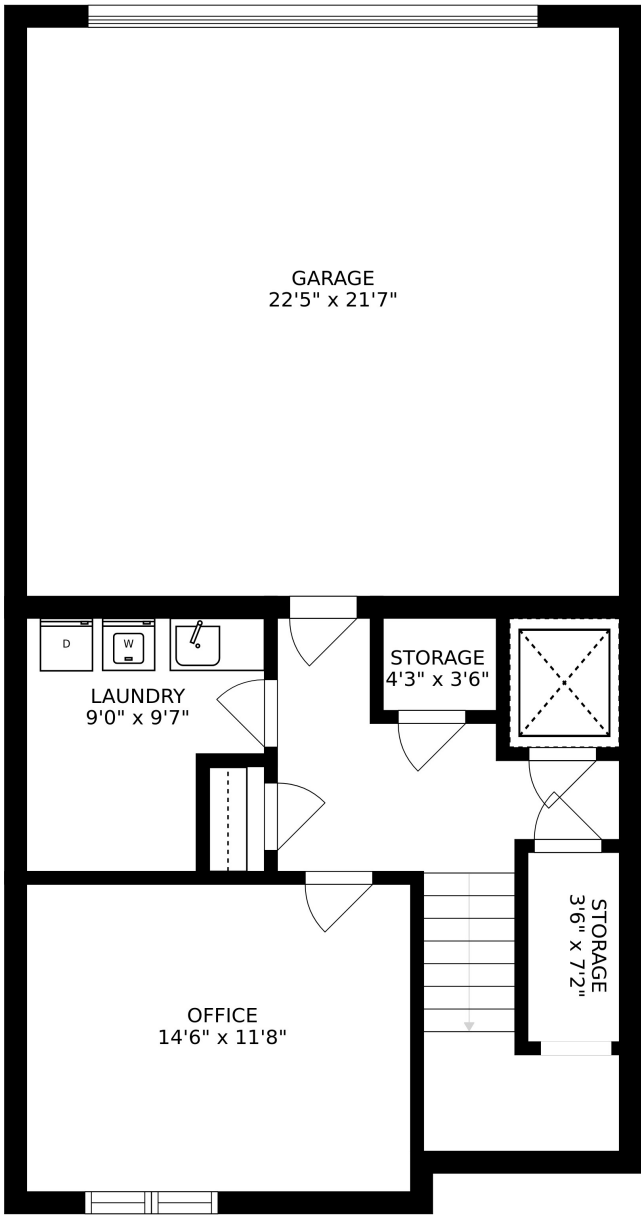 GARAGE
22'5" x 21'7"
D
W
STORAGE
4'3" x 3'6"
LAUNDRY
9'0" x 9'7"
STORAGE
3'6" x 7'2"
OFFICE
14'6" x 11'8"